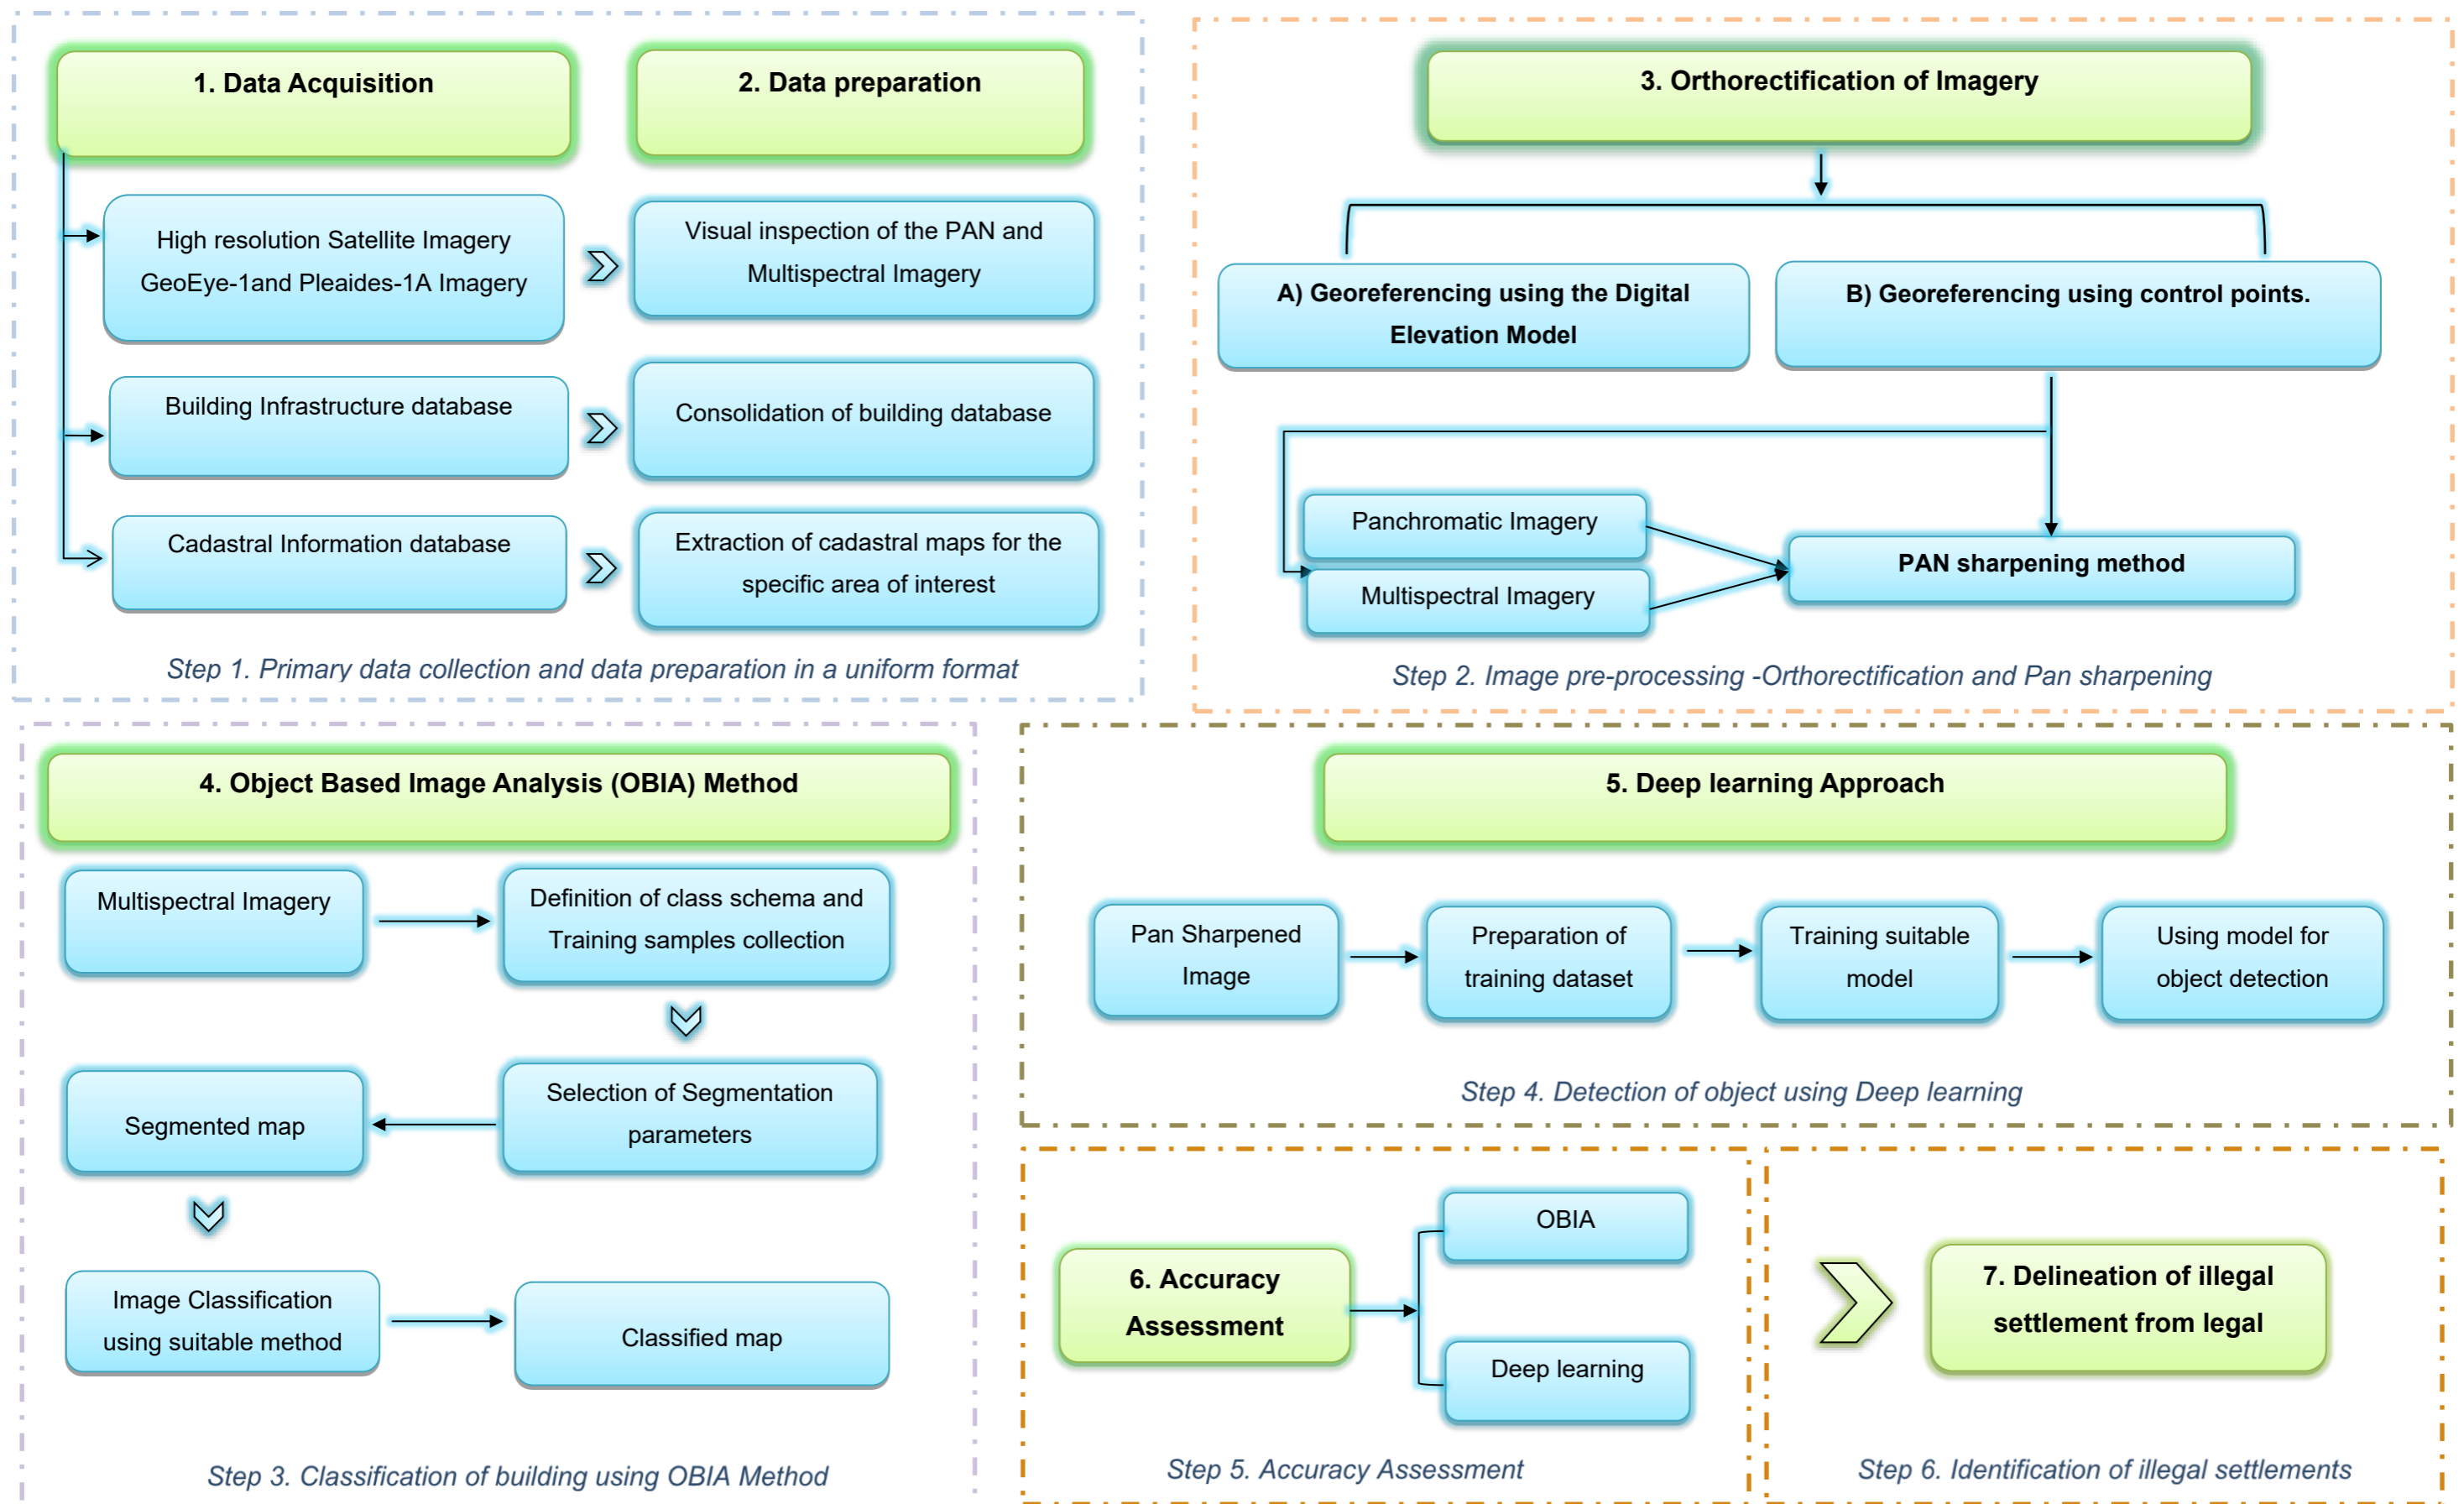 1. Data Acquisition
2. Data preparation
High resolution Satellite Imagery
GeoEye-1and Pleaides-1A Imagery
Visual inspection of the PAN and
Multispectral Imagery
Building Infrastructure database
Consolidation of building database
Cadastral Information database
Extraction of cadastral maps for the
specific area of interest
Step 1. Primary data collection and data preparation in a uniform format
3. Orthorectification of Imagery
A) Georeferencing using the Digital
Elevation Model
B) Georeferencing using control points.
Panchromatic Imagery
Multispectral Imagery
PAN sharpening method
Step 2. Image pre-processing -Orthorectification and Pan sharpening
4. Object Based Image Analysis (OBIA) Method
Multispectral Imagery
Definition of class schema and
Training samples collection
Segmented map
Selection of Segmentation
parameters
Image Classification
using suitable method
Classified map
Step 3. Classification of building using OBIA Method
5. Deep learning Approach
Pan Sharpened
Image
Preparation of
training dataset
Training suitable
model
Using model for
object detection
Step 4. Detection of object using Deep learning
6. Accuracy
Assessment
OBIA
Deep learning
Step 5. Accuracy Assessment
7. Delineation of illegal
settlement from legal
Step 6. Identification of illegal settlements